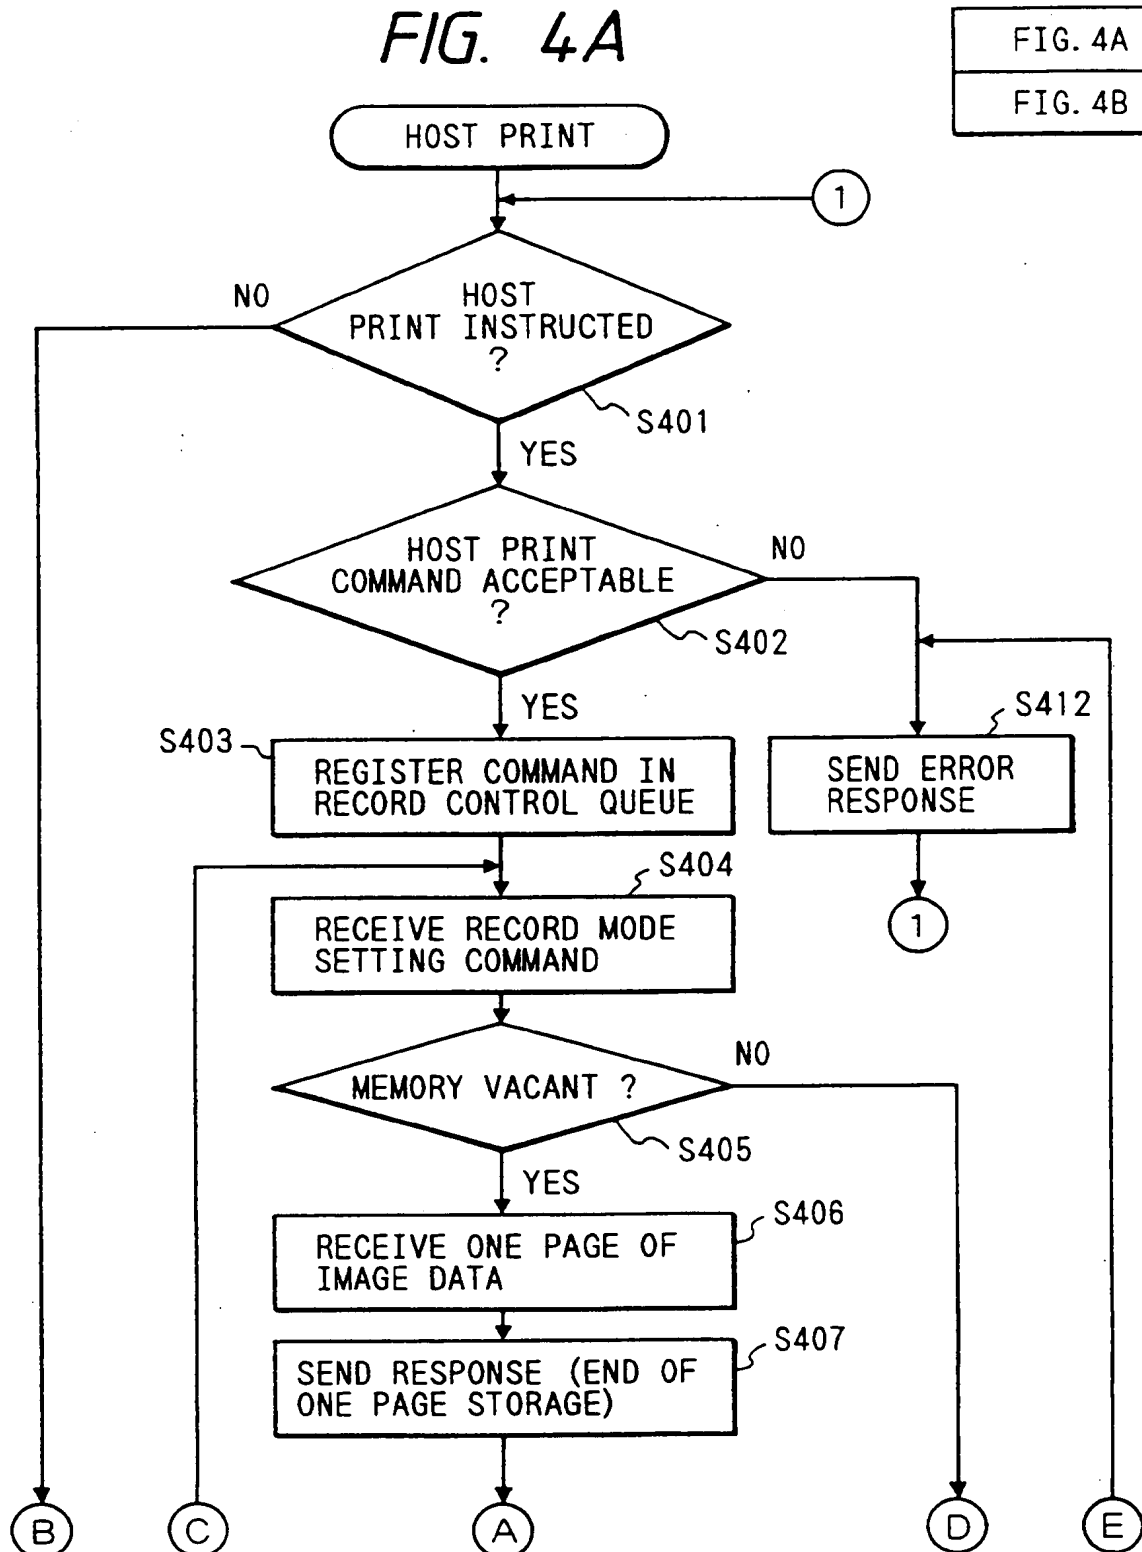 FIG. 4A
FIG. 4A
FIG. 4B
HOST PRINT
1
NO
HOST
PRINT INSTRUCTED
?
S401
YES
HOST PRINT
COMMAND ACCEPTABLE
?
NO
S402
YES
S403
REGISTER COMMAND IN
RECORD CONTROL QUEUE
S412
SEND ERROR
RESPONSE
1
S404
RECEIVE RECORD MODE
SETTING COMMAND
MEMORY VACANT ?
NO
S405
YES
S406
RECEIVE ONE PAGE OF
IMAGE DATA
S407
SEND RESPONSE (END OF
ONE PAGE STORAGE)
B
C
A
D
E